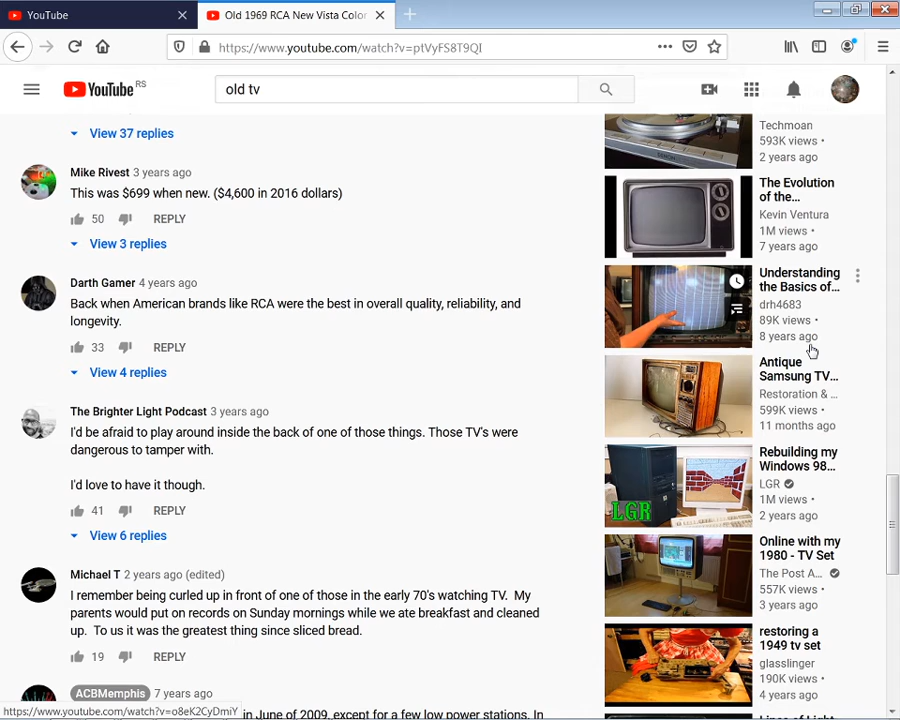 YouTube
Old 1969 RCA New Vista Color
https://www.youtube.com/watch?v=ptVyFS8T9QI
YouTube RS
old tv
View 37 replies
Mike Rivest 3 years ago
This was $699 when new. ($4,600 in 2016 dollars)
50 REPLY
View 3 replies
Darth Gamer 4 years ago
Back when American brands like RCA were the best in overall quality, reliability, and
longevity.
33 REPLY
View 4 replies
The Brighter Light Podcast 3 years ago
I'd be afraid to play around inside the back of one of those things. Those TV's were
dangerous to tamper with.
I'd love to have it though.
41 REPLY
View 6 replies
Michael T 2 years ago (edited)
I remember being curled up in front of one of those in the early 70's watching TV. My
parents would put on records on Sunday mornings while we ate breakfast and cleaned
up. To us it was the greatest thing since sliced bread.
19 REPLY
ACBMemphis 7 years ago
in June of 2009, except for a few low power stations. In
https://www.youtube.com/watch?v=o8eK2CyDmiY
Techmoan
593K views •
2 years ago
The Evolution
of the...
Kevin Ventura
1M views •
7 years ago
Understanding
the Basics of...
drh4683
89K views •
8 years ago
Antique
Samsung TV...
Restoration & ...
599K views •
11 months ago
Rebuilding my
Windows 98...
LGR
LGR
1M views •
2 years ago
Online with my
1980 - TV Set
The Post A...
557K views •
3 years ago
restoring a
1949 tv set
glasslinger
190K views •
4 years ago